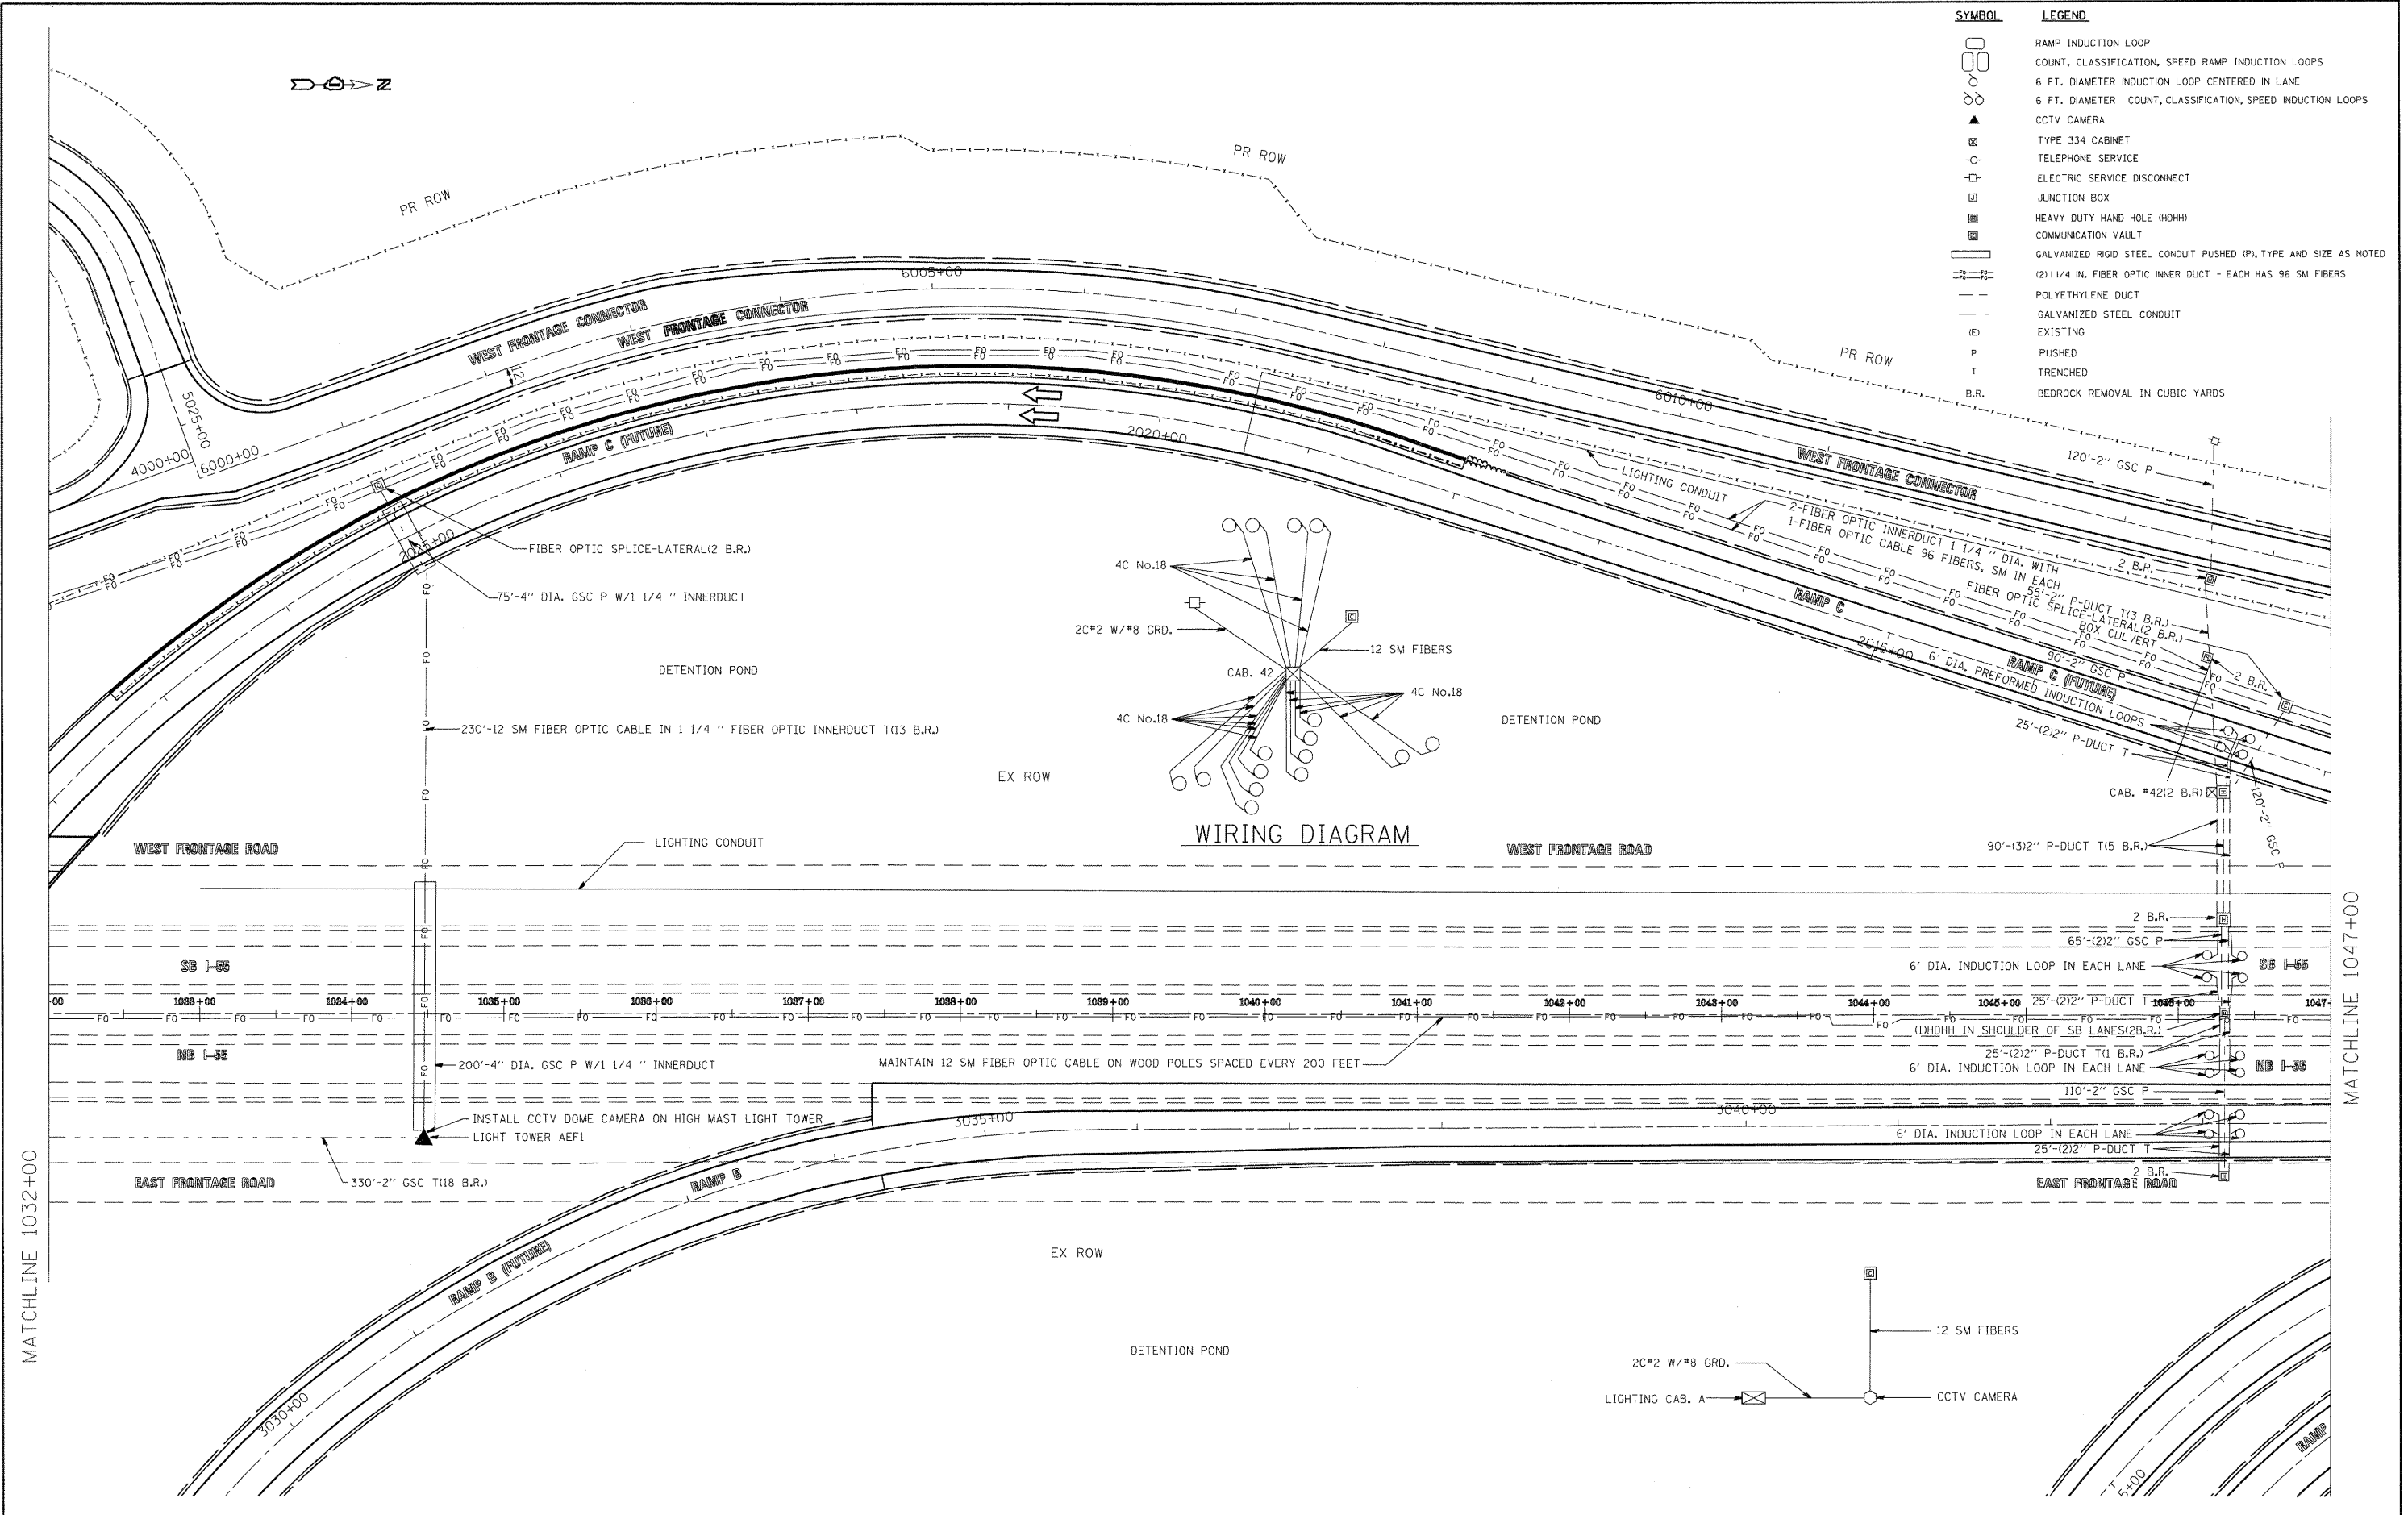 SYMBOL LEGEND
RAMP INDUCTION LOOP
COUNT, CLASSIFICATION, SPEED RAMP INDUCTION LOOPS
6 FT. DIAMETER INDUCTION LOOP CENTERED IN LANE
6 FT. DIAMETER COUNT, CLASSIFICATION, SPEED INDUCTION LOOPS
CCTV CAMERA
TYPE 334 CABINET
TELEPHONE SERVICE
ELECTRIC SERVICE DISCONNECT
J JUNCTION BOX
H HEAVY DUTY HAND HOLE (HDHH)
C COMMUNICATION VAULT
GALVANIZED RIGID STEEL CONDUIT PUSHED (P), TYPE AND SIZE AS NOTED
FO FO (2) 1 1/4 IN. FIBER OPTIC INNER DUCT - EACH HAS 96 SM FIBERS
POLYETHYLENE DUCT
GALVANIZED STEEL CONDUIT
(E) EXISTING
P PUSHED
T TRENCHED
B.R. BEDROCK REMOVAL IN CUBIC YARDS
N
PR ROW
PR ROW
PR ROW
6005+00
WEST FRONTAGE CONNECTOR
WEST FRONTAGE CONNECTOR
12'
5025+00
4000+00
6000+00
RAMP C (FUTURE)
2020+00
6010+00
WEST FRONTAGE CONNECTOR
120'-2" GSC P
LIGHTING CONDUIT
2-FIBER OPTIC INNERDUCT 1 1/4 " DIA. WITH
1-FIBER OPTIC CABLE 96 FIBERS, SM IN EACH
2 B.R.
55'-2" P-DUCT T(3 B.R.)
FIBER OPTIC SPLICE-LATERAL(2 B.R.)
BOX CULVERT
RAMP C
2015+00
90'-2" GSC P
RAMP C (FUTURE)
2 B.R.
6' DIA. PREFORMED INDUCTION LOOPS
25'-(2)2" P-DUCT T
CAB. #42(2 B.R)
120'-2" GSC P
90'-(3)2" P-DUCT T(5 B.R.)
2025+00
FIBER OPTIC SPLICE-LATERAL(2 B.R.)
75'-4" DIA. GSC P W/1 1/4 " INNERDUCT
DETENTION POND
230'-12 SM FIBER OPTIC CABLE IN 1 1/4 " FIBER OPTIC INNERDUCT T(13 B.R.)
EX ROW
4C No.18
2C#2 W/#8 GRD.
12 SM FIBERS
CAB. 42
4C No.18
4C No.18
DETENTION POND
WIRING DIAGRAM
WEST FRONTAGE ROAD
LIGHTING CONDUIT
WEST FRONTAGE ROAD
2 B.R.
65'-(2)2" GSC P
6' DIA. INDUCTION LOOP IN EACH LANE
SB I-55
SB I-55
+00 1033+00 1034+00 1035+00 1036+00 1037+00 1038+00 1039+00 1040+00 1041+00 1042+00 1043+00 1044+00 1045+00 1046+00 1047+
25'-(2)2" P-DUCT T
(1)HDHH IN SHOULDER OF SB LANES(2B.R.)
NB I-55
25'-(2)2" P-DUCT T(1 B.R.)
6' DIA. INDUCTION LOOP IN EACH LANE
NB I-55
MAINTAIN 12 SM FIBER OPTIC CABLE ON WOOD POLES SPACED EVERY 200 FEET
200'-4" DIA. GSC P W/1 1/4 " INNERDUCT
110'-2" GSC P
INSTALL CCTV DOME CAMERA ON HIGH MAST LIGHT TOWER
LIGHT TOWER AEF1
3035+00
3040+00
6' DIA. INDUCTION LOOP IN EACH LANE
25'-(2)2" P-DUCT T
2 B.R.
EAST FRONTAGE ROAD
330'-2" GSC T(18 B.R.)
EAST FRONTAGE ROAD
RAMP B
RAMP B (FUTURE)
3030+00
EX ROW
DETENTION POND
12 SM FIBERS
2C#2 W/#8 GRD.
LIGHTING CAB. A
CCTV CAMERA
RAMP
5+00
MATCHLINE 1032+00
MATCHLINE 1047+00